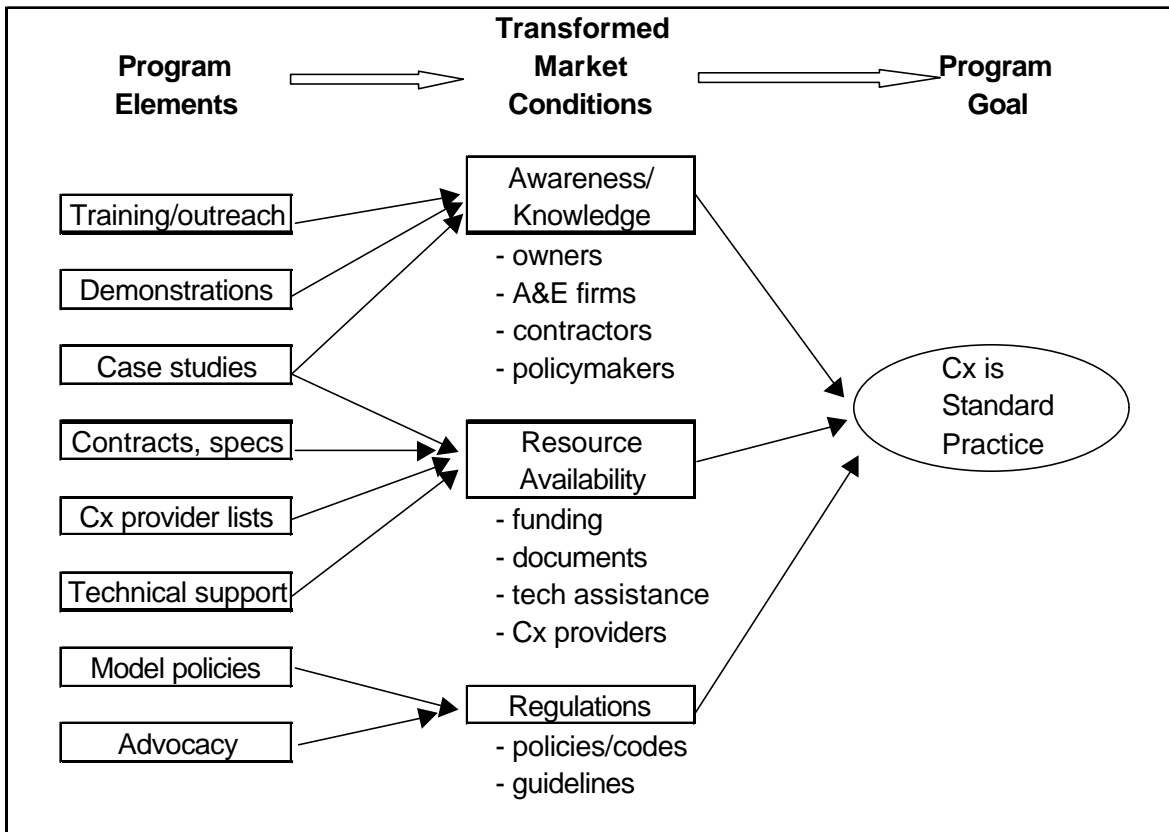 Program
Elements
Transformed
Market
Conditions
Program
Goal
Training/outreach
Demonstrations
Case studies
Contracts, specs
Cx provider lists
Technical support
Model policies
Advocacy
Awareness/
Knowledge
- owners
- A&E firms
- contractors
- policymakers
Resource
Availability
- funding
- documents
- tech assistance
- Cx providers
Regulations
- policies/codes
- guidelines
Cx is
Standard
Practice